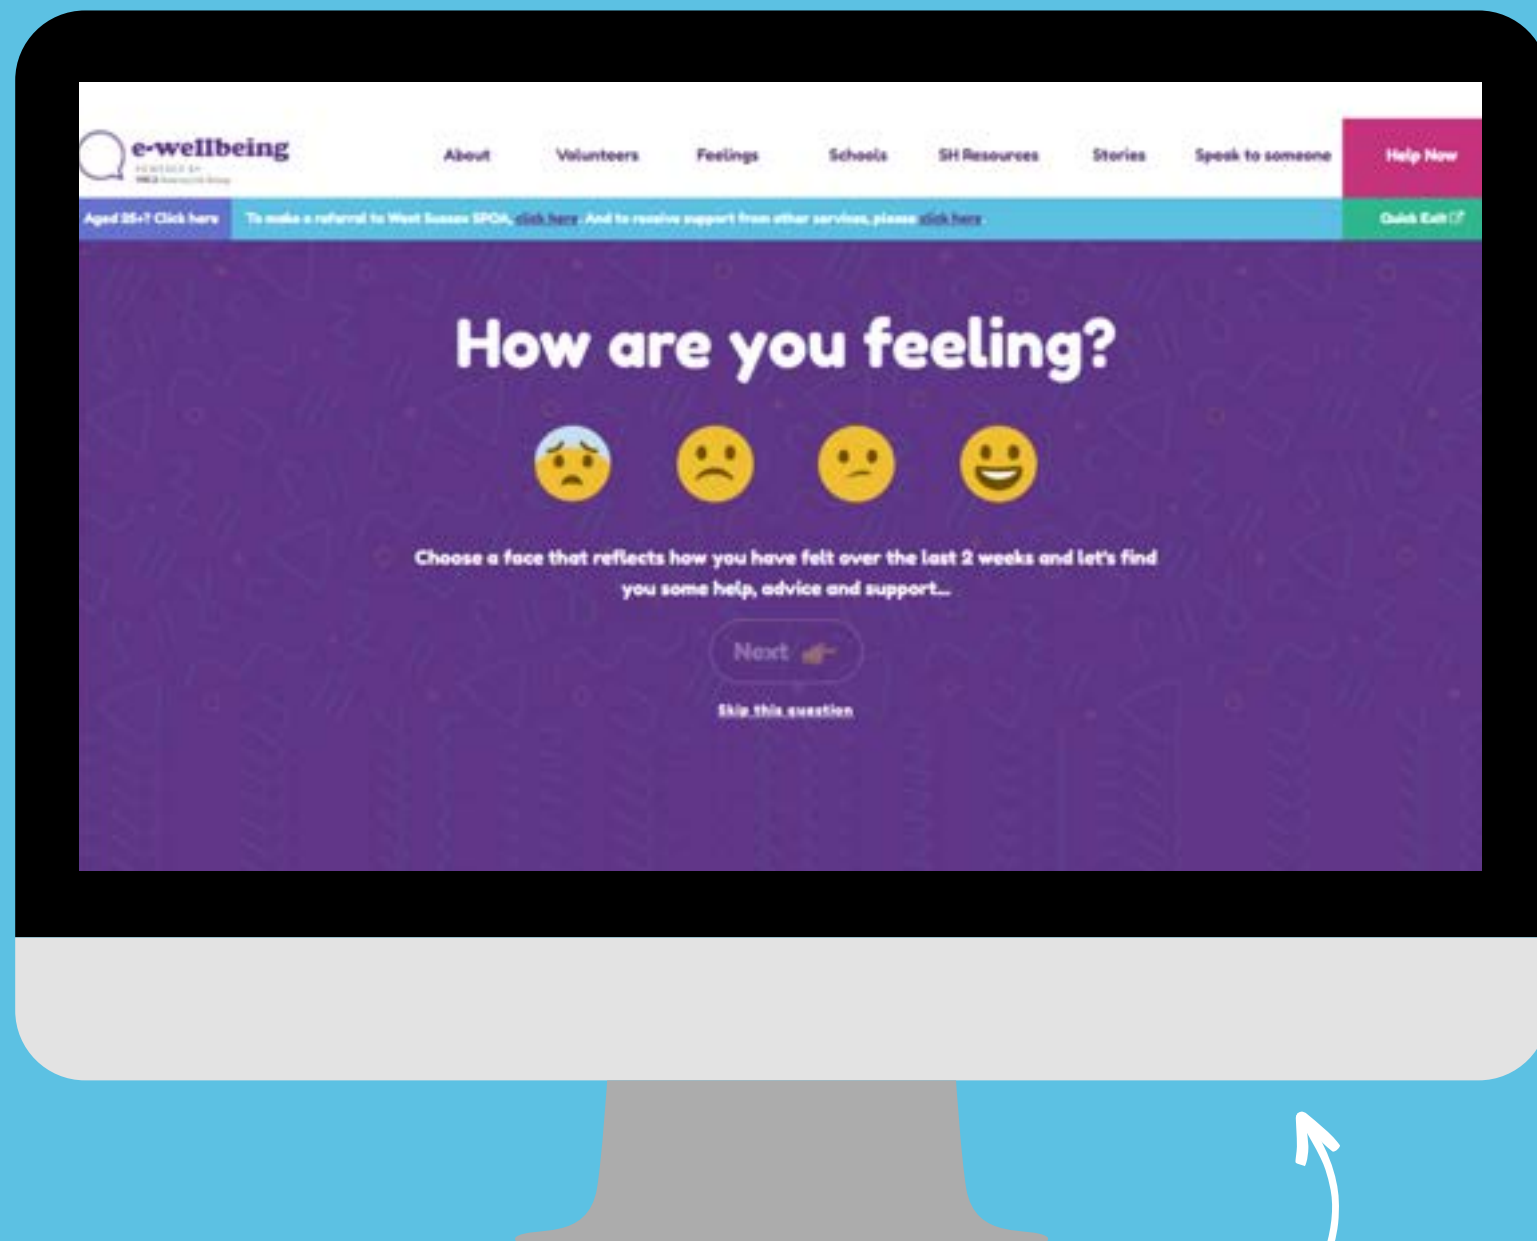 e-wellbeing
POWERED BY
About
Volunteers
Feelings
Schools
SH Resources
Stories
Speak to someone
Help Now
Aged 25+? Click here
To make a referral to West Sussex SPOA, click here. And to receive support from other services, please click here.
Quick Exit
How are you feeling?
Choose a face that reflects how you have felt over the last 2 weeks and let's find
you some help, advice and support...
Next
Skip this question